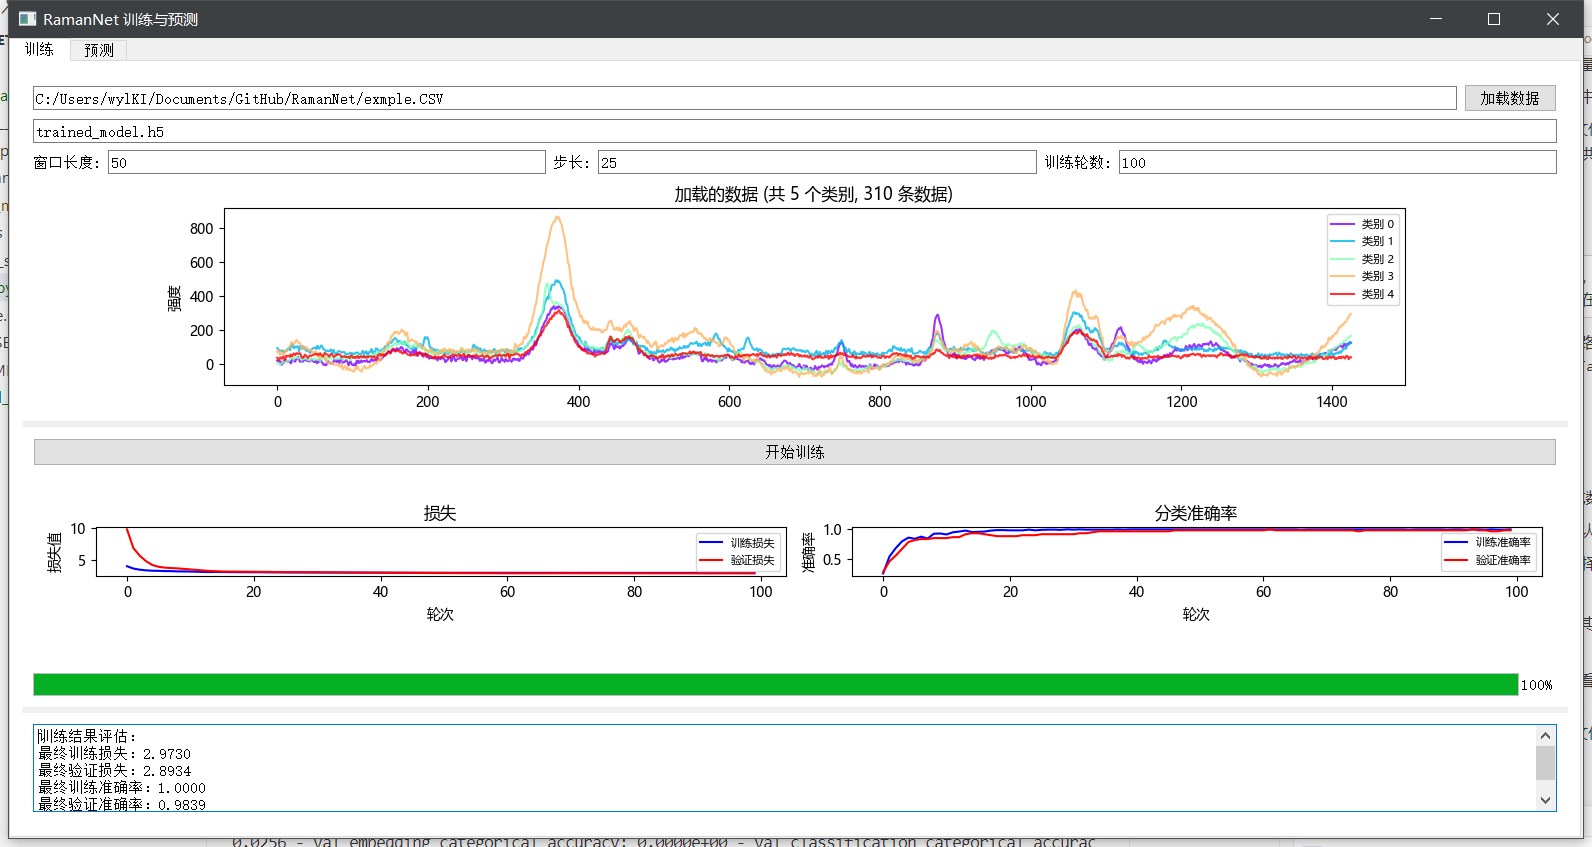 RamanNet 训练与预测
训练 预测
C:/Users/wylKI/Documents/GitHub/RamanNet/exmple.CSV 加载数据
trained_model.h5
窗口长度: 50 步长: 25 训练轮数: 100
加载的数据 (共 5 个类别, 310 条数据)
强度
800
600
400
200
0
类别 0
类别 1
类别 2
类别 3
类别 4
0 200 400 600 800 1000 1200 1400
开始训练
损失
损失值
10
5
训练损失
验证损失
0 20 40 60 80 100
轮次
分类准确率
准确率
1.0
0.5
训练准确率
验证准确率
0 20 40 60 80 100
轮次
100%
训练结果评估:
最终训练损失: 2.9730
最终验证损失: 2.8934
最终训练准确率: 1.0000
最终验证准确率: 0.9839
0.0256 - val_embedding_categorical_accuracy: 0.0000e+00 - val_classification_categorical_accurac